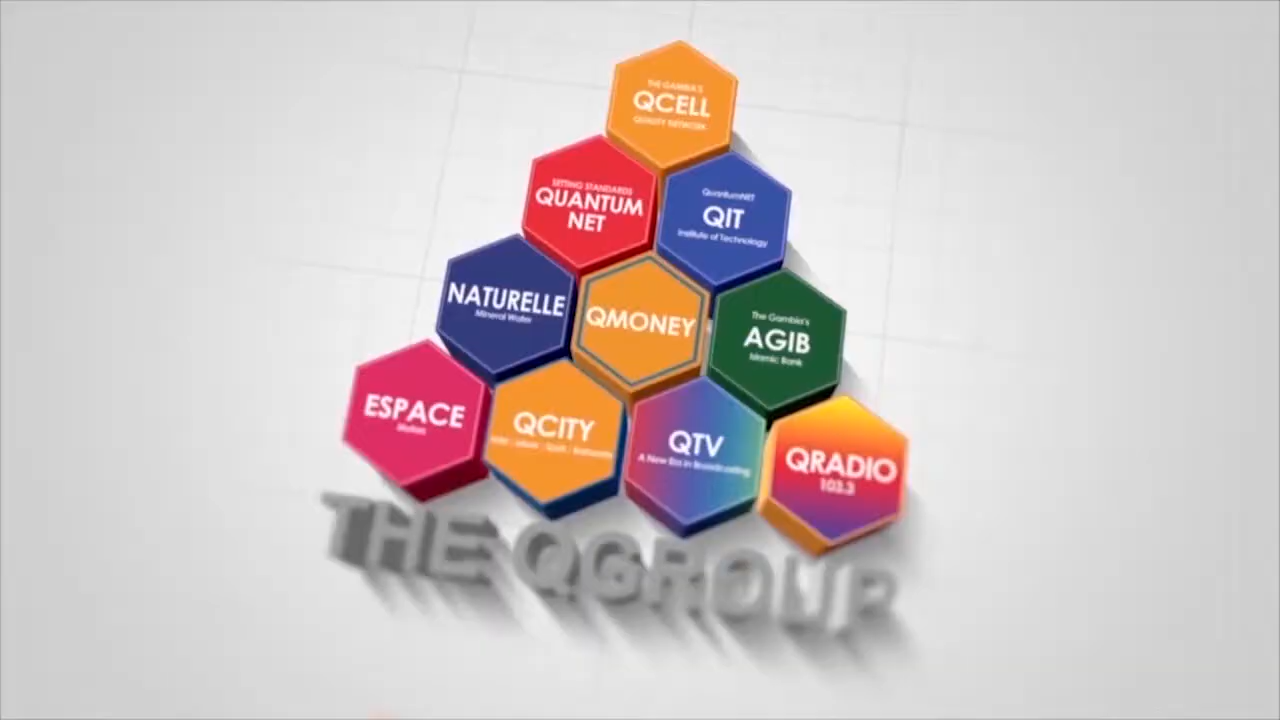 THE GAMBIA'S
QCELL
QUALITY NETWORK
SETTING STANDARDS
QUANTUM
NET
QuantumNET
QIT
Institute of Technology
NATURELLE
Mineral Water
QMONEY
The Gambia's
AGIB
Islamic Bank
ESPACE
Motors
QCITY
QTV
A New Era in Broadcasting
QRADIO
103.3
THE QGROUP